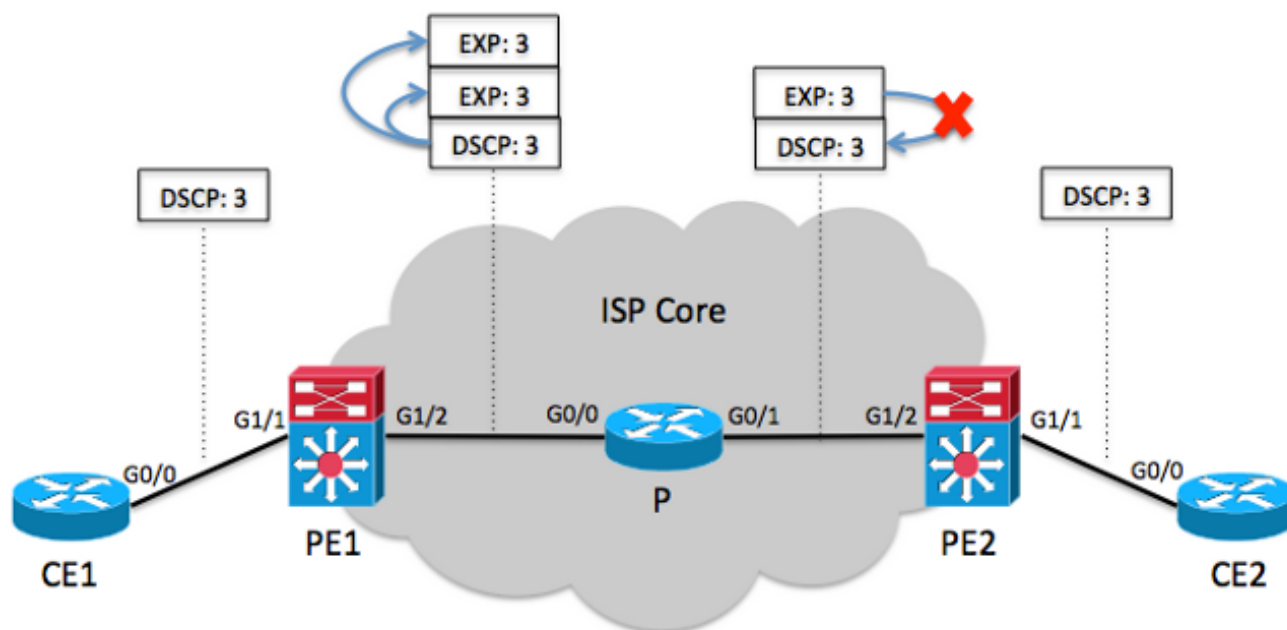 EXP: 3
EXP: 3
DSCP: 3
EXP: 3
DSCP: 3
DSCP: 3
DSCP: 3
ISP Core
G1/1
G1/2
G0/0
G0/1
G1/2
G1/1
G0/0
G0/0
P
PE1
PE2
CE1
CE2